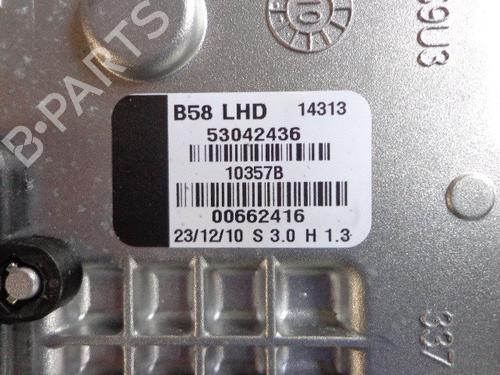 B-PARTS
B58 LHD 14313
53042436
10357B
00662416
23/12/10 S 3.0 H 1.3
337